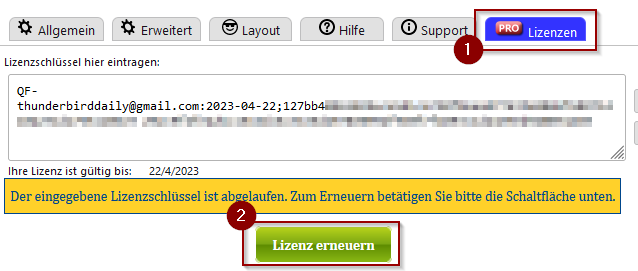 Allgemein Erweitert Layout Hilfe Support PRO Lizenzen
1
Lizenzschlüssel hier eintragen:
QF-
thunderbirddaily@gmail.com:2023-04-22;127bb4
Ihre Lizenz ist gültig bis: 22/4/2023
Der eingegebene Lizenzschlüssel ist abgelaufen. Zum Erneuern betätigen Sie bitte die Schaltfläche unten.
2
Lizenz erneuern